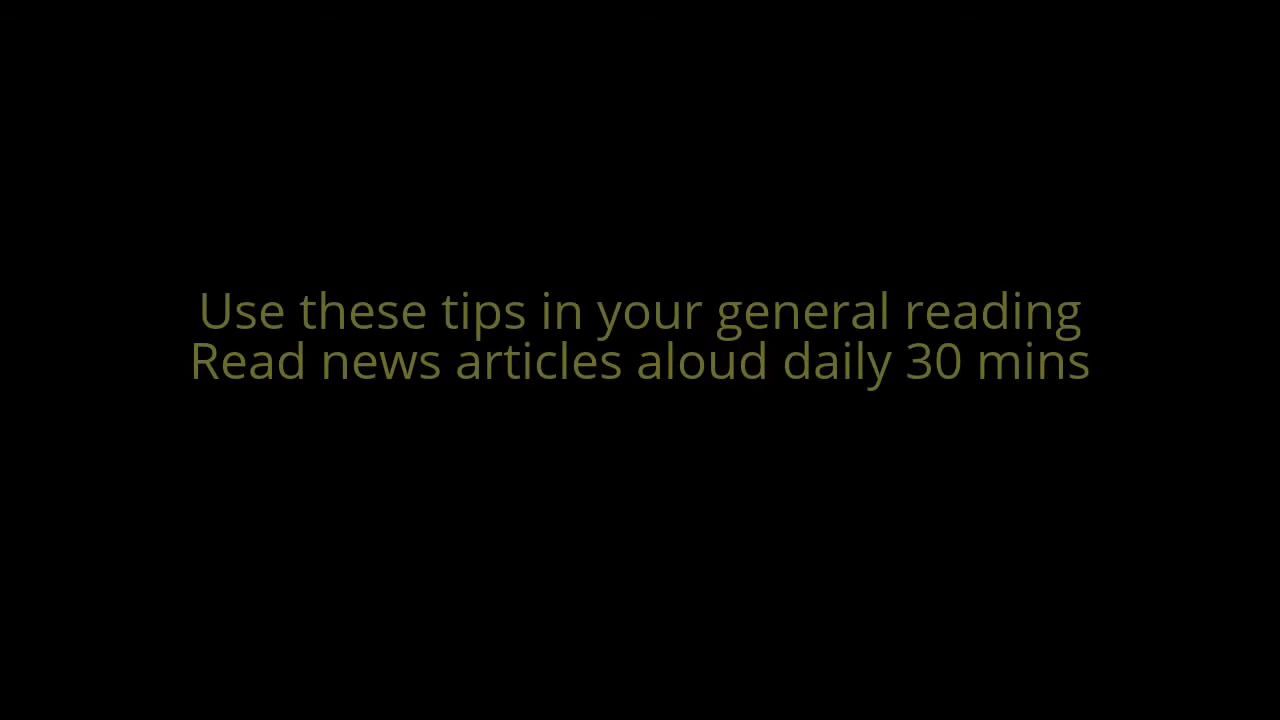 Use these tips in your general reading
Read news articles aloud daily 30 mins